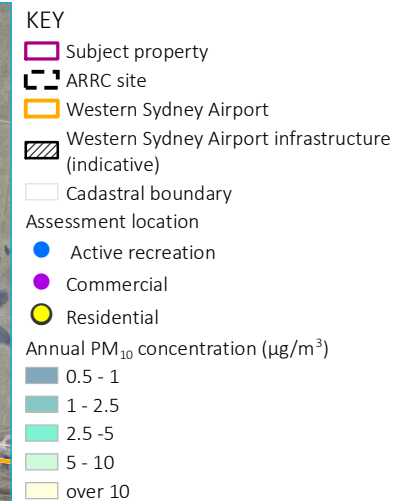 KEY
Subject property
ARRC site
Western Sydney Airport
Western Sydney Airport infrastructure
(indicative)
Cadastral boundary
Assessment location
Active recreation
Commercial
Residential
Annual PM₁₀ concentration (µg/m³)
0.5 - 1
1 - 2.5
2.5 -5
5 - 10
over 10